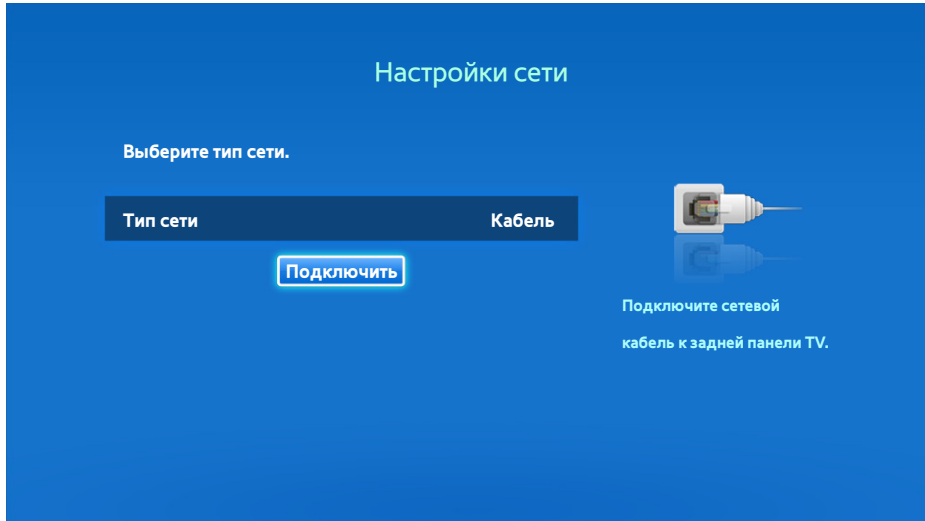 Настройки сети
Выберите тип сети.
Тип сети Кабель
Подключить
Подключите сетевой
кабель к задней панели TV.